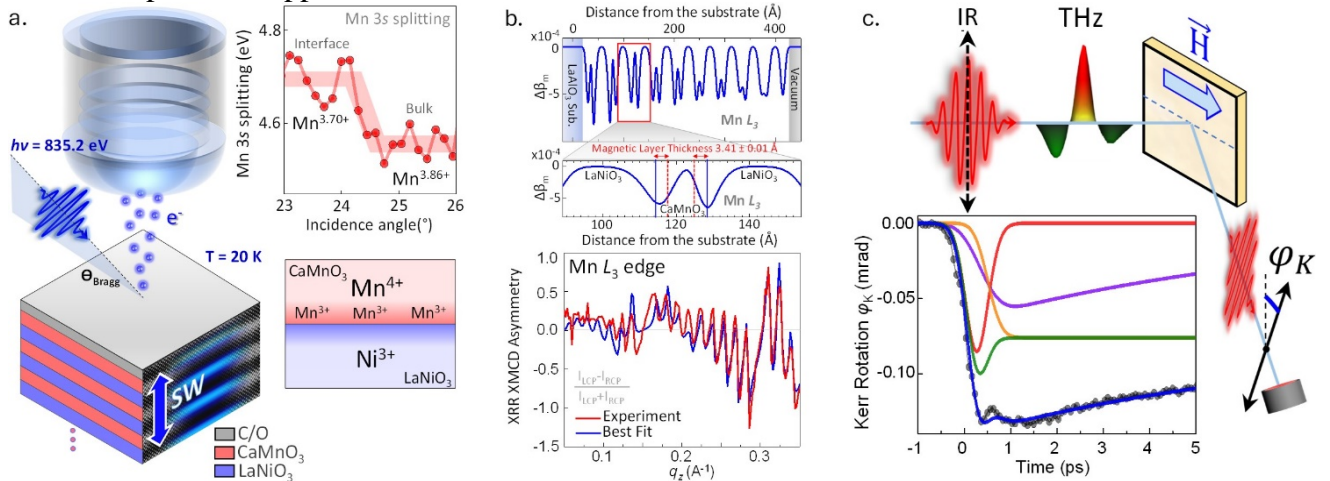 a.
hν = 835.2 eV
e⁻
T = 20 K
ΘBragg
SW
C/O
CaMnO₃
LaNiO₃
Mn 3s splitting (eV)
4.8
4.6
Mn 3s splitting
Interface
Bulk
Mn³·⁷⁰⁺
Mn³·⁸⁶⁺
23 24 25 26
Incidence angle(°)
CaMnO₃
Mn⁴⁺
Mn³⁺ Mn³⁺ Mn³⁺
Ni³⁺
LaNiO₃
b.
Distance from the substrate (Å)
0 100 200 300 400
x10⁻⁴
0
-5
Δβm
LaAlO₃ Sub.
Vacuum
Mn L₃
Magnetic Layer Thickness 3.41 ± 0.01 Å
x10⁻⁴
0
-5
Δβm
LaNiO₃ LaNiO₃
CaMnO₃
Mn L₃
100 120 140
Distance from the substrate (Å)
XRR XMCD Asymmetry
1.0
0.5
0.0
-0.5
-1.0
-1.5
Mn L₃ edge
ILCP-IRCP
ILCP+IRCP
Experiment
Best Fit
0.1 0.2 0.3
qz (A⁻¹)
c.
IR
THz
H
φK
Kerr Rotation φK (mrad)
0.00
-0.05
-0.10
-1 0 1 2 3 4 5
Time (ps)